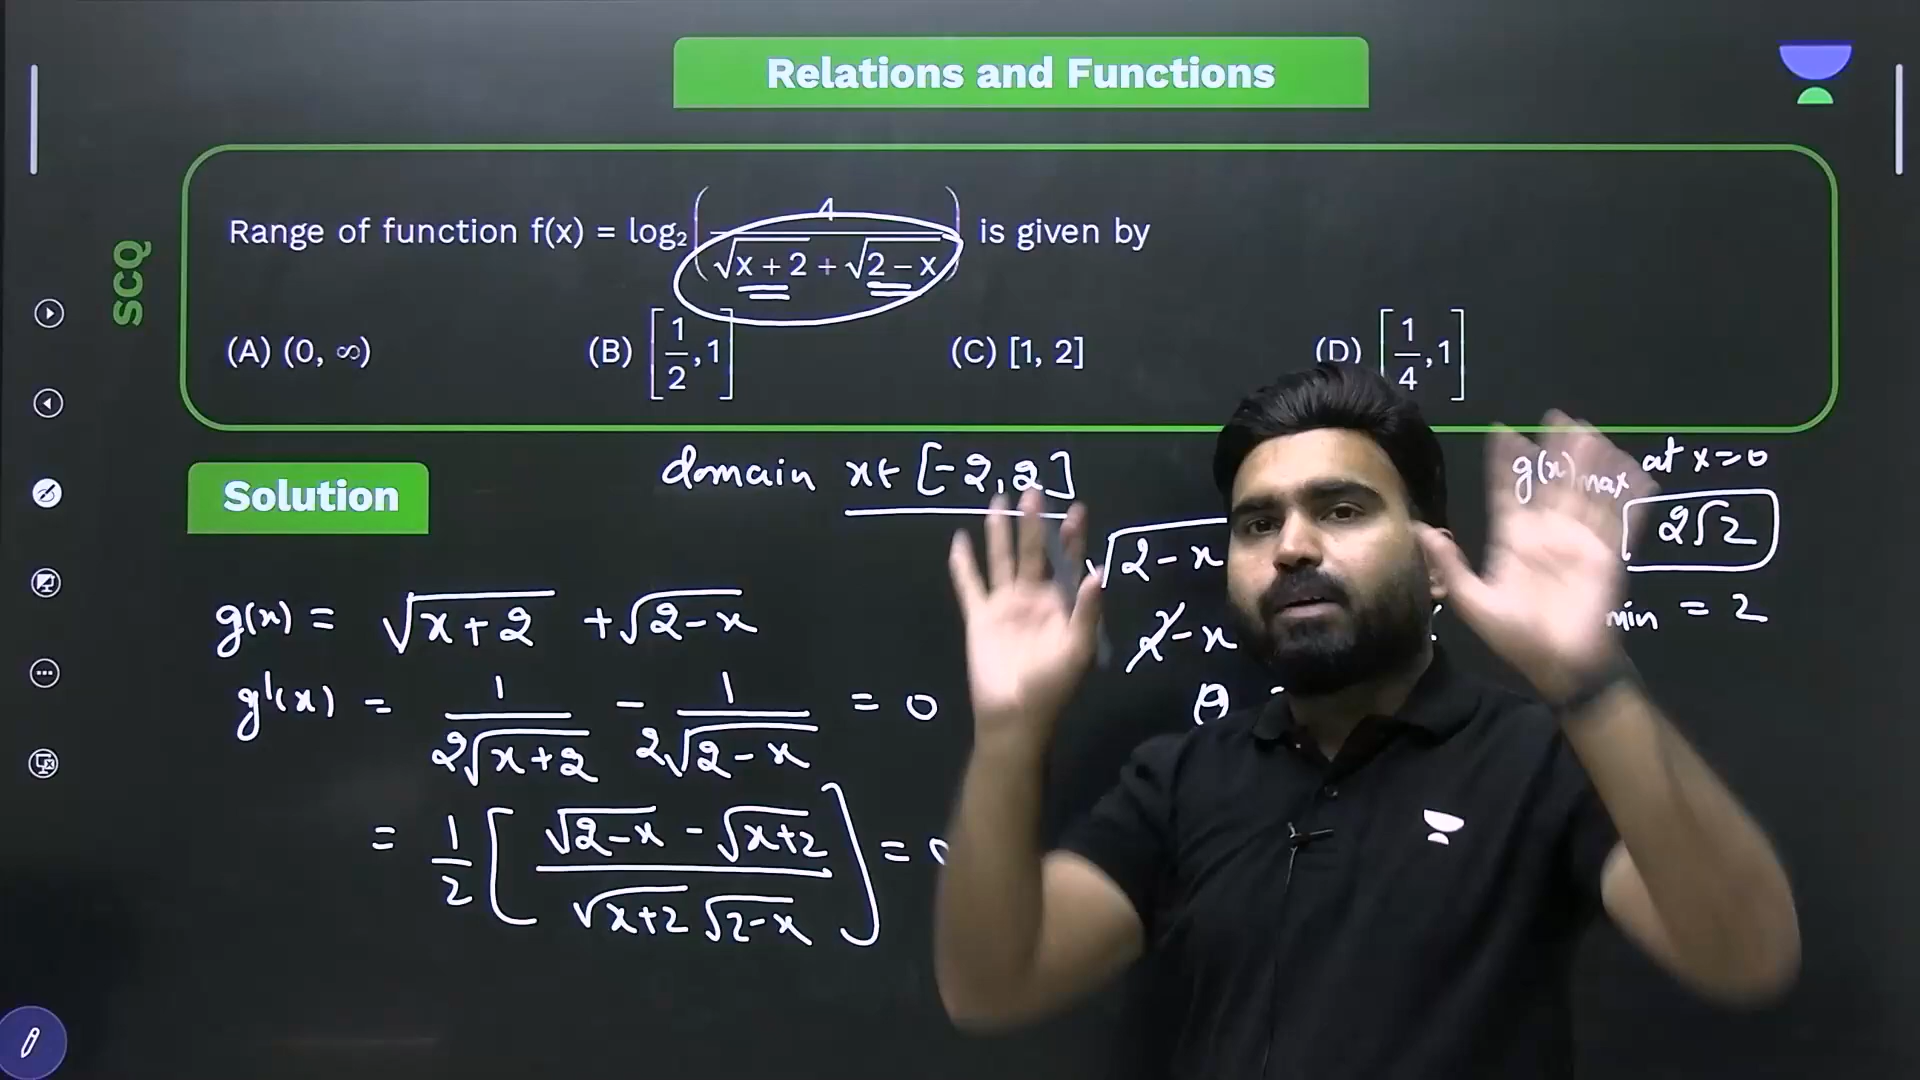 Relations and Functions
SCQ
Range of function f(x) = log₂(4/(√(x + 2) + √(2 − x))) is given by
(A) (0, ∞) (B) [1/2, 1] (C) [1, 2] (D) [1/4, 1]
Solution
domain x∈ [-2, 2]
g(x) = √(x+2) + √(2-x)
g'(x) = 1/(2√(x+2)) - 1/(2√(2-x)) = 0
= 1/2 [(√(2-x) - √(x+2))/(√(x+2) √(2-x))] =
√(2-x
2-x
g(x)max at x=0
2√2
min = 2